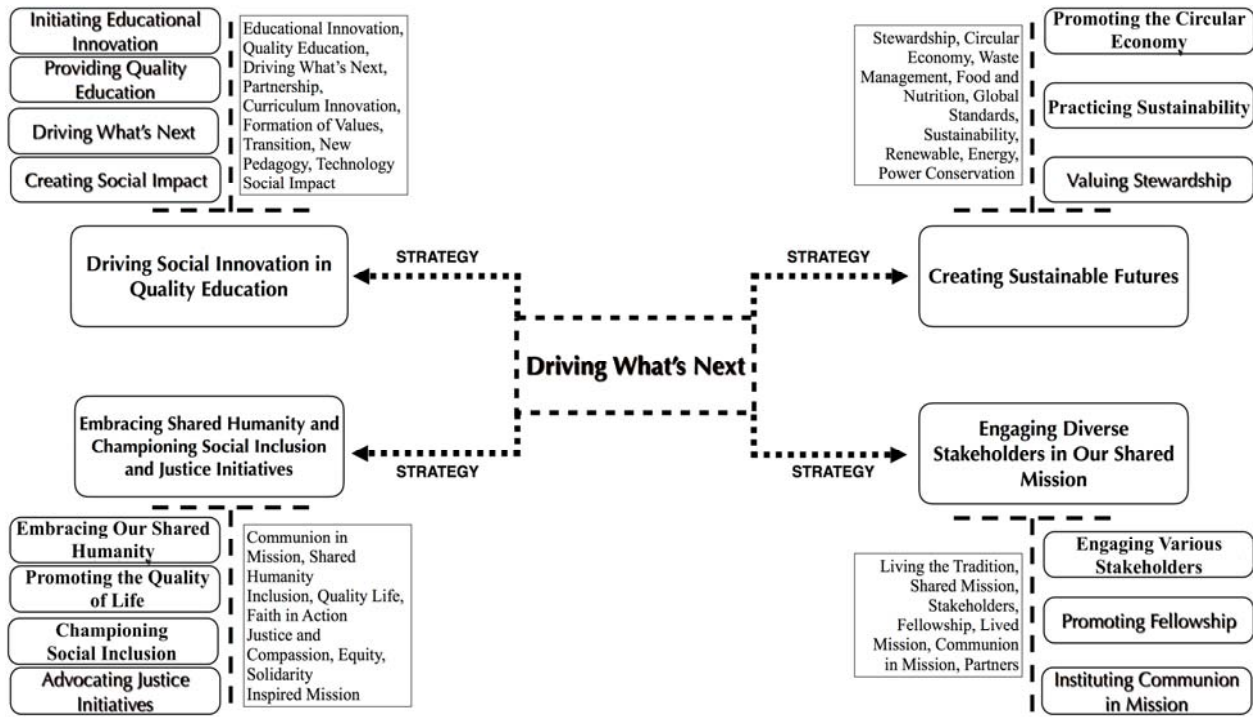 Initiating Educational
Innovation
Providing Quality
Education
Driving What's Next
Creating Social Impact
Educational Innovation,
Quality Education,
Driving What's Next,
Partnership,
Curriculum Innovation,
Formation of Values,
Transition, New
Pedagogy, Technology
Social Impact
Driving Social Innovation in
Quality Education
STRATEGY
Stewardship, Circular
Economy, Waste
Management, Food and
Nutrition, Global
Standards,
Sustainability,
Renewable, Energy,
Power Conservation
Promoting the Circular
Economy
Practicing Sustainability
Valuing Stewardship
STRATEGY
Creating Sustainable Futures
Driving What's Next
Embracing Shared Humanity and
Championing Social Inclusion
and Justice Initiatives
STRATEGY
STRATEGY
Engaging Diverse
Stakeholders in Our Shared
Mission
Embracing Our Shared
Humanity
Promoting the Quality
of Life
Championing
Social Inclusion
Advocating Justice
Initiatives
Communion in
Mission, Shared
Humanity
Inclusion, Quality Life,
Faith in Action
Justice and
Compassion, Equity,
Solidarity
Inspired Mission
Living the Tradition,
Shared Mission,
Stakeholders,
Fellowship, Lived
Mission, Communion
in Mission, Partners
Engaging Various
Stakeholders
Promoting Fellowship
Instituting Communion
in Mission